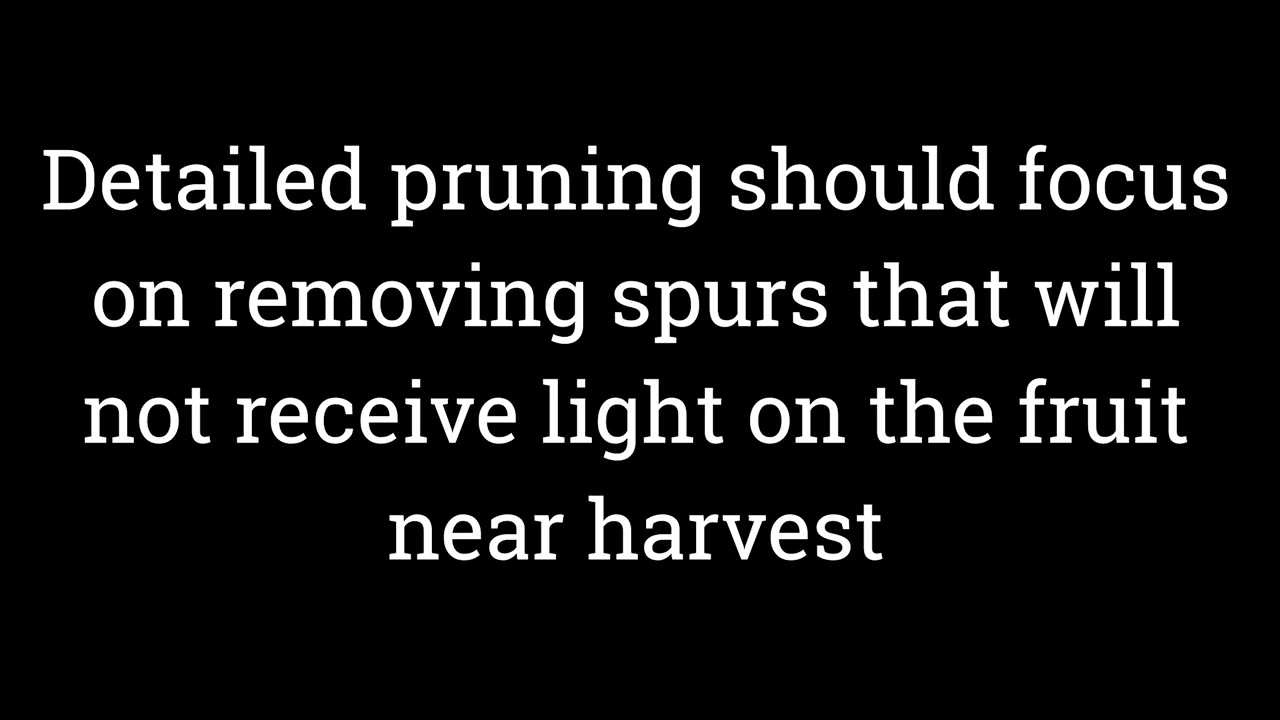 Detailed pruning should focus
on removing spurs that will
not receive light on the fruit
near harvest